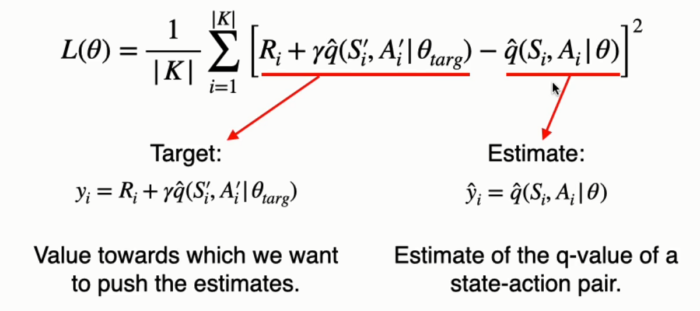 L(θ) = 1/|K| ∑_{i=1}^{|K|} [R_i + γq̂(S'_i, A'_i|θ_targ) − q̂(S_i, A_i|θ)]²
Target:
y_i = R_i + γq̂(S'_i, A'_i|θ_targ)
Value towards which we want
to push the estimates.
Estimate:
ŷ_i = q̂(S_i, A_i|θ)
Estimate of the q-value of a
state-action pair.